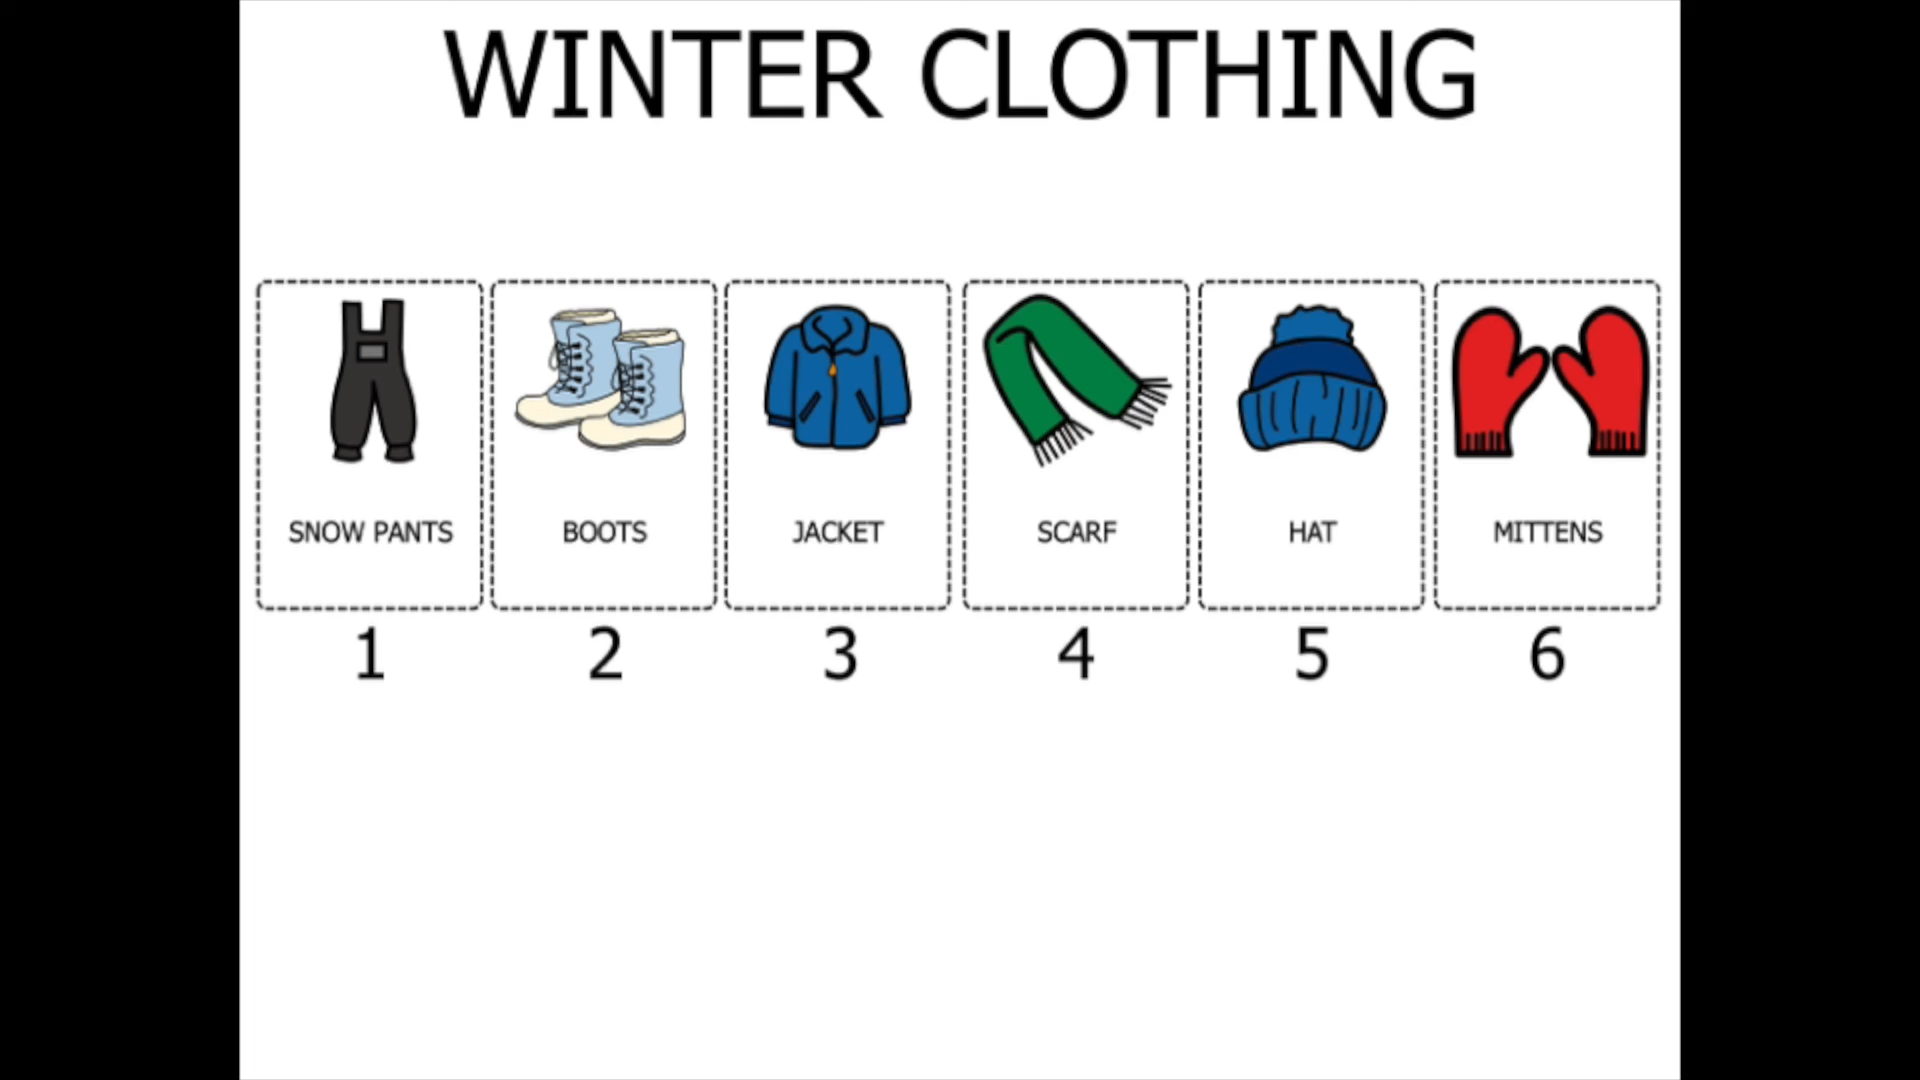 WINTER CLOTHING
SNOW PANTS
BOOTS
JACKET
SCARF
HAT
MITTENS
1
2
3
4
5
6